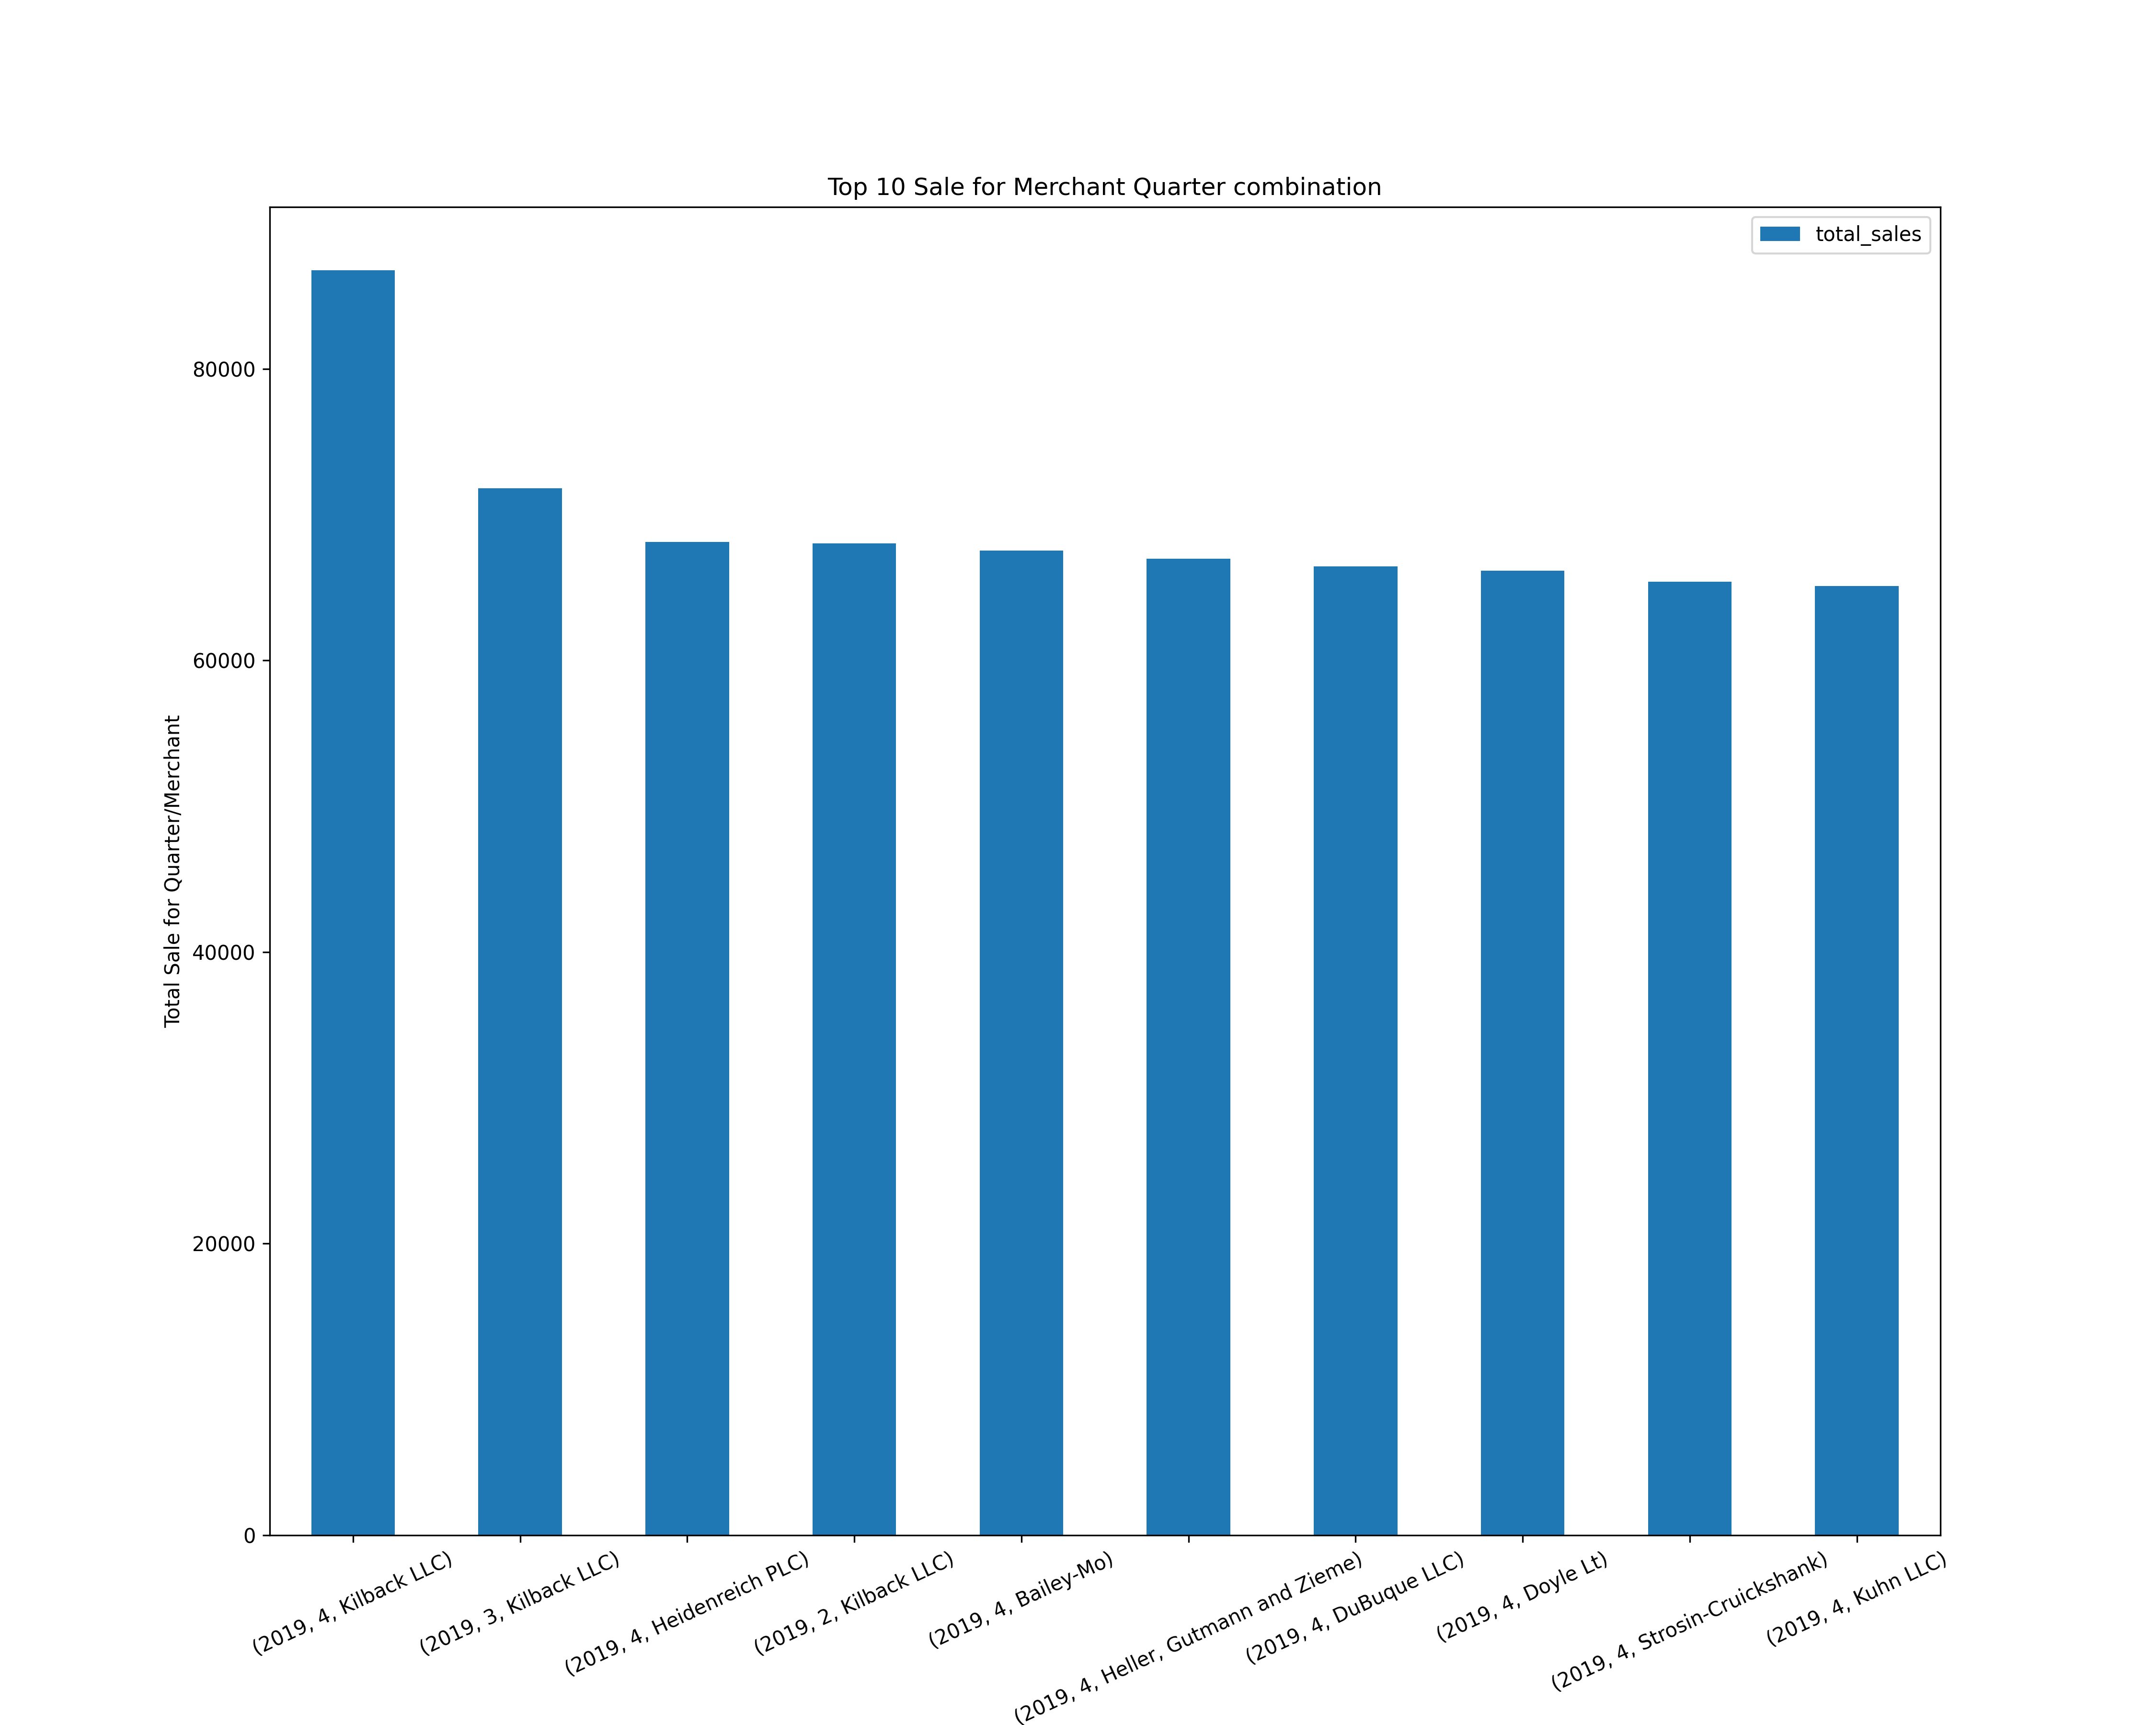 Top 10 Sale for Merchant Quarter combination
total_sales
80000
60000
40000
20000
0
Total Sale for Quarter/Merchant
(2019, 4, Kilback LLC)
(2019, 3, Kilback LLC)
(2019, 4, Heidenreich PLC)
(2019, 2, Kilback LLC)
(2019, 4, Bailey-Mo)
(2019, 4, Heller, Gutmann and Zieme)
(2019, 4, DuBuque LLC)
(2019, 4, Doyle Lt)
(2019, 4, Strosin-Cruickshank)
(2019, 4, Kuhn LLC)